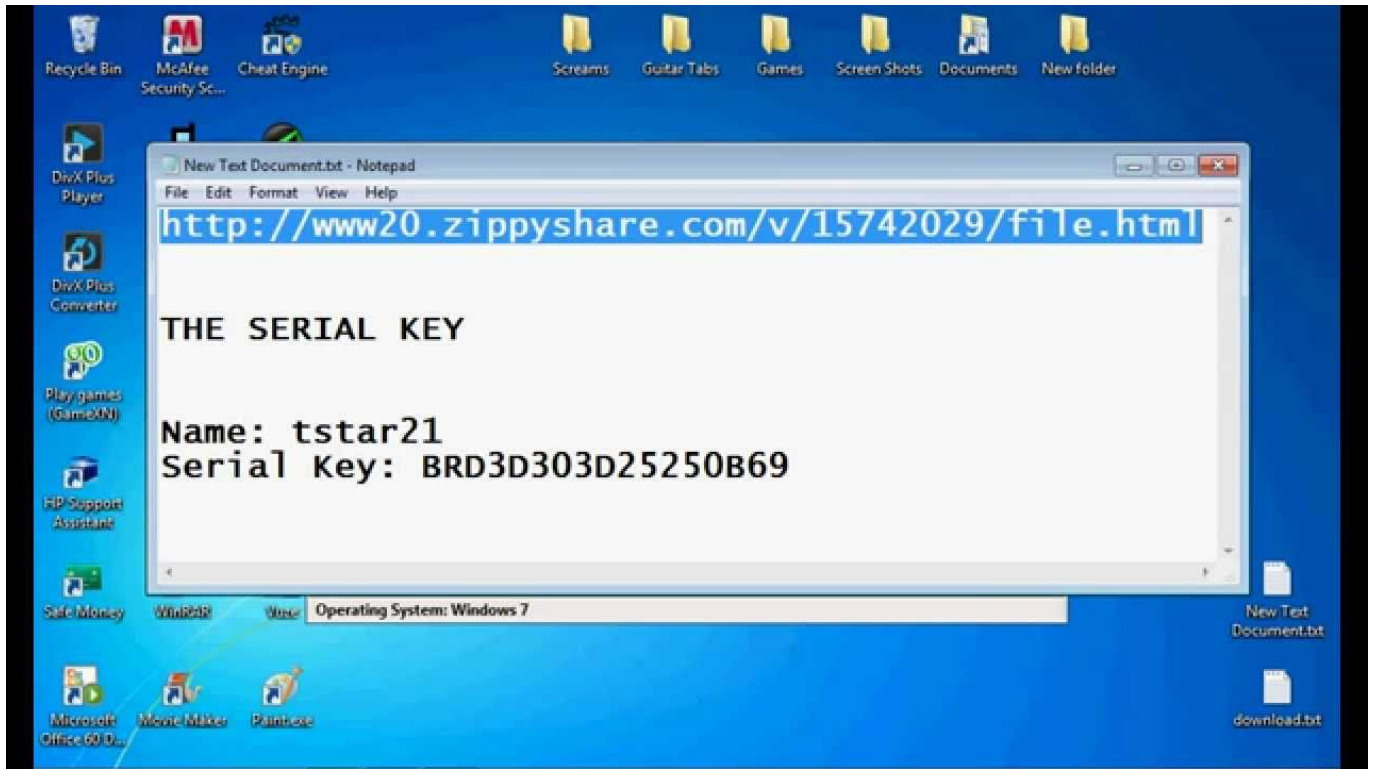 Recycle Bin
McAfee
Security Sc...
Cheat Engine
Screams
Guitar Tabs
Games
Screen Shots
Documents
New folder
DivX Plus
Player
New Text Document.txt - Notepad
File Edit Format View Help
http://www20.zippyshare.com/v/15742029/file.html
DivX Plus
Converter
THE SERIAL KEY
Play games
(GameXN)
Name: tstar21
Serial Key: BRD3D303D25250B69
HP Support
Assistant
Safe Money
WinRAR
Vuze
Operating System: Windows 7
New Text
Document.txt
Microsoft
Office 60 D...
Movie Maker
Paint.exe
download.txt